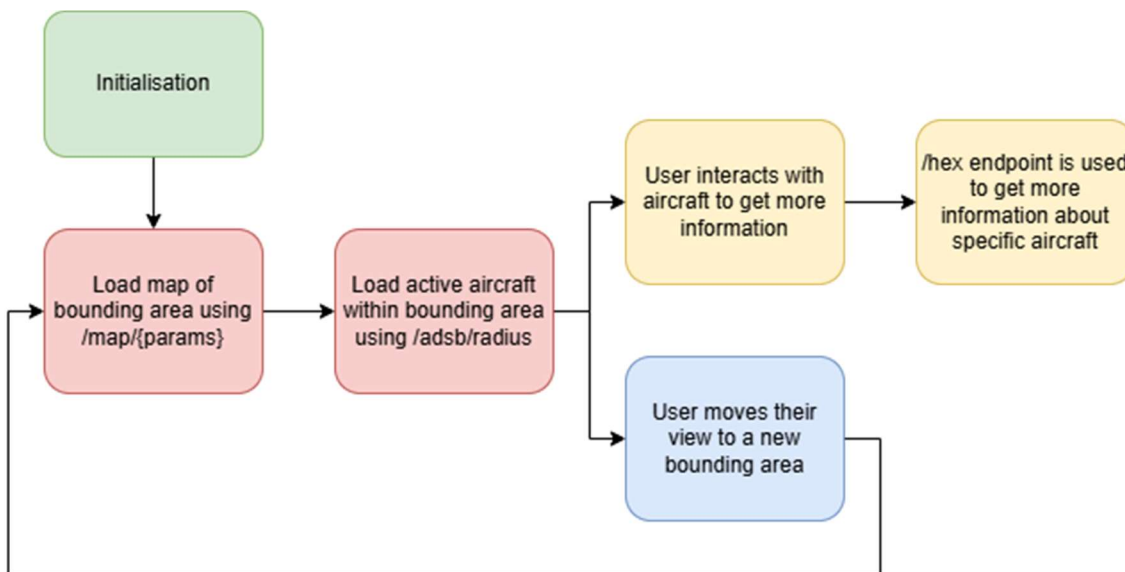 Initialisation
Load map of
bounding area using
/map/{params}
Load active aircraft
within bounding area
using /adsb/radius
User interacts with
aircraft to get more
information
/hex endpoint is used
to get more
information about
specific aircraft
User moves their
view to a new
bounding area